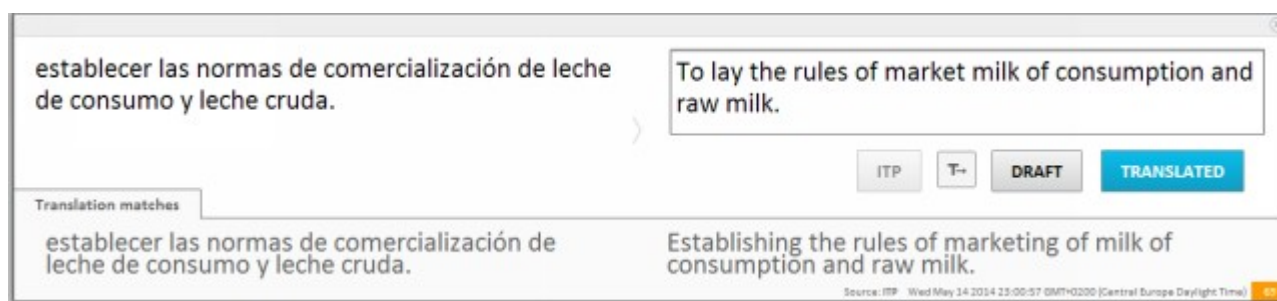 establecer las normas de comercialización de leche
de consumo y leche cruda.
To lay the rules of market milk of consumption and
raw milk.
ITP T→ DRAFT TRANSLATED
Translation matches
establecer las normas de comercialización de
leche de consumo y leche cruda.
Establishing the rules of marketing of milk of
consumption and raw milk.
Source: ITP Wed May 14 2014 23:00:57 GMT+0200 (Central Europe Daylight Time)